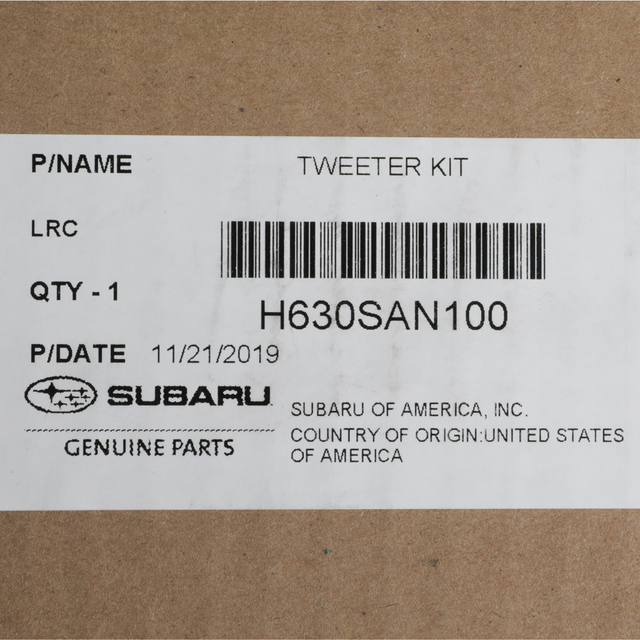 P/NAME TWEETER KIT
LRC
QTY - 1
H630SAN100
P/DATE 11/21/2019
SUBARU
GENUINE PARTS
SUBARU OF AMERICA, INC.
COUNTRY OF ORIGIN:UNITED STATES
OF AMERICA